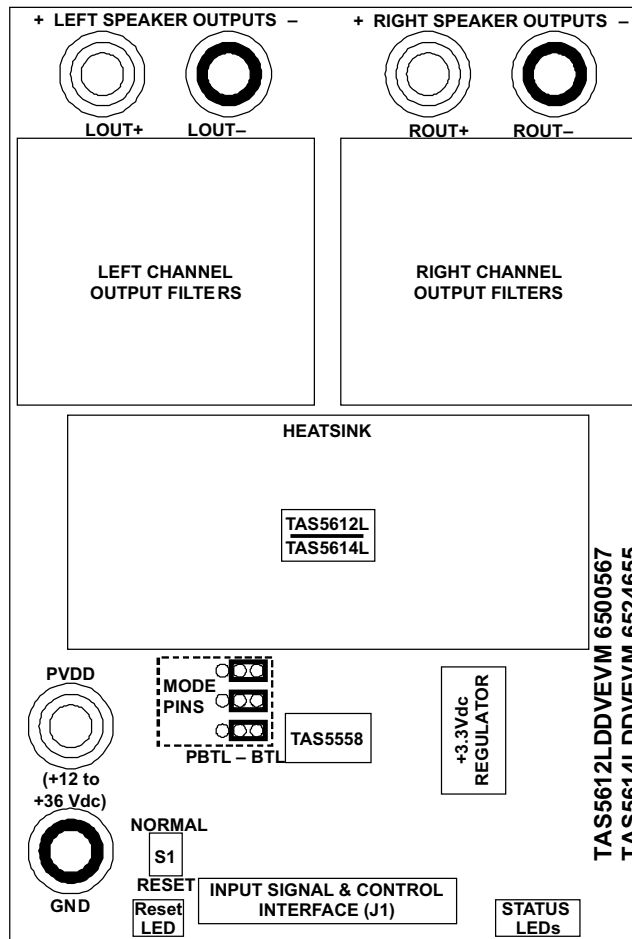 + LEFT SPEAKER OUTPUTS –
+ RIGHT SPEAKER OUTPUTS –
LOUT+
LOUT–
ROUT+
ROUT–
LEFT CHANNEL
OUTPUT FILTERS
RIGHT CHANNEL
OUTPUT FILTERS
HEATSINK
TAS5612L
TAS5614L
TAS5612LDDVEVM 6500567
TAS5614LDDVEVM 6524655
PVDD
(+12 to
+36 Vdc)
MODE
PINS
PBTL – BTL
TAS5558
+3.3Vdc
REGULATOR
GND
NORMAL
S1
RESET
Reset
LED
INPUT SIGNAL & CONTROL
INTERFACE (J1)
STATUS
LEDs